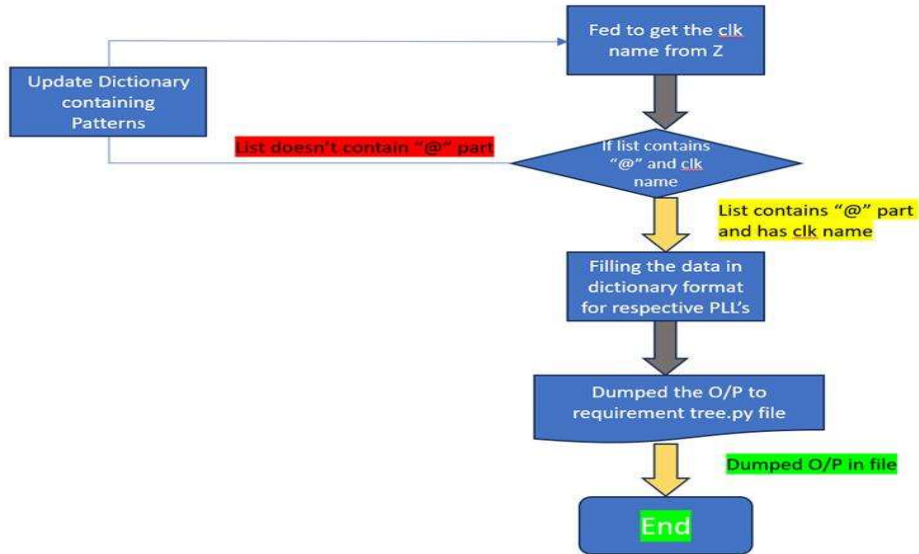 Fed to get the clk
name from Z
Update Dictionary
containing
Patterns
List doesn't contain "@" part
If list contains
"@" and clk
name
List contains "@" part
and has clk name
Filling the data in
dictionary format
for respective PLL's
Dumped the O/P to
requirement tree.py file
Dumped O/P in file
End